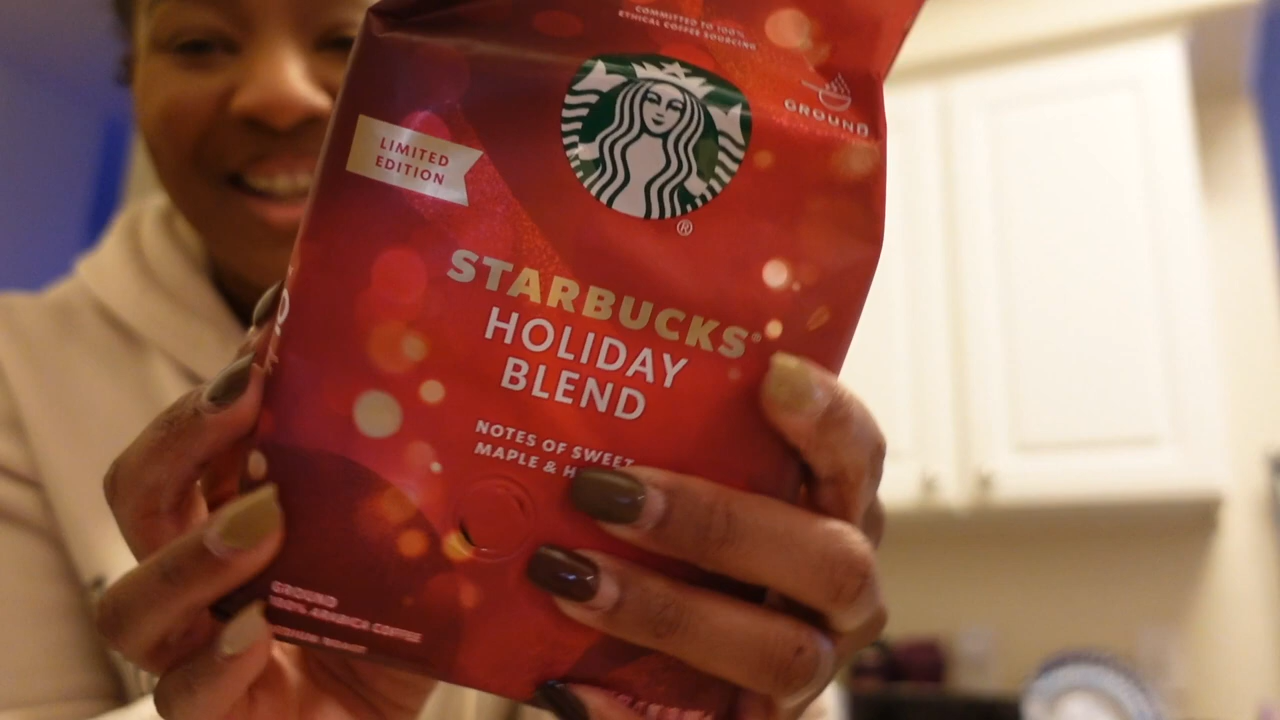 COMMITTED TO 100%
ETHICAL COFFEE SOURCING
GROUND
LIMITED
EDITION
®
STARBUCKS®
HOLIDAY
BLEND
NOTES OF SWEET
MAPLE & H
GROUND
100% ARABICA COFFEE